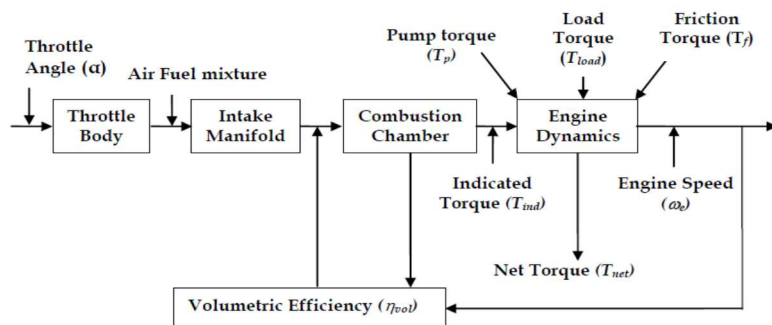 Throttle
Angle (α)
Air Fuel mixture
Pump torque
(Tp)
Load
Torque
(Tload)
Friction
Torque (Tf)
Throttle
Body
Intake
Manifold
Combustion
Chamber
Engine
Dynamics
Indicated
Torque (Tind)
Engine Speed
(ωe)
Net Torque (Tnet)
Volumetric Efficiency (ηvol)